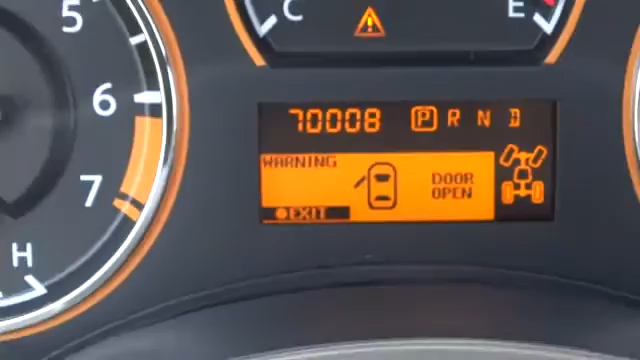 5
6
7
H
C E
70008 P R N D
WARNING
DOOR
OPEN
EXIT